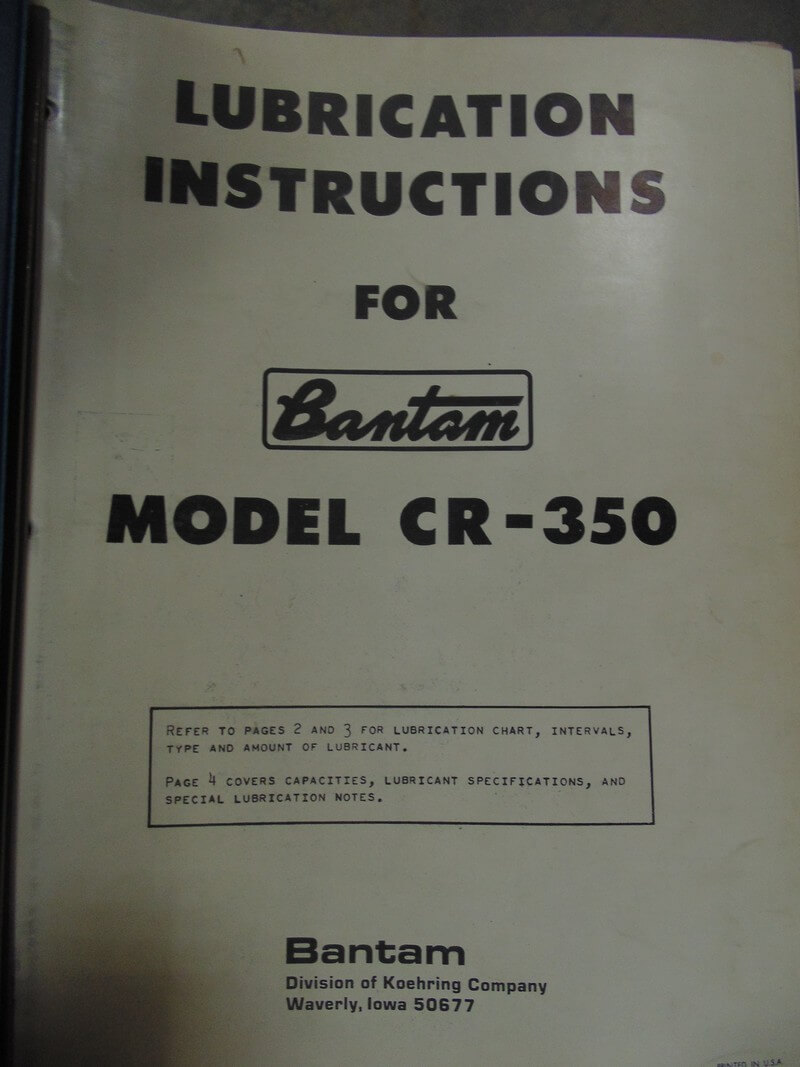 LUBRICATION
INSTRUCTIONS
FOR
Bantam
MODEL CR-350
REFER TO PAGES 2 AND 3 FOR LUBRICATION CHART, INTERVALS,
TYPE AND AMOUNT OF LUBRICANT.
PAGE 4 COVERS CAPACITIES, LUBRICANT SPECIFICATIONS, AND
SPECIAL LUBRICATION NOTES.
Bantam
Division of Koehring Company
Waverly, Iowa 50677
PRINTED IN U.S.A.